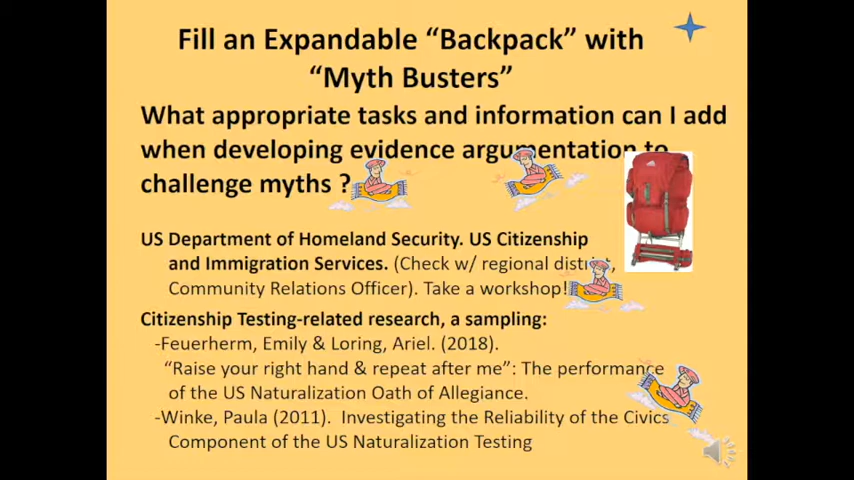 Fill an Expandable “Backpack” with
“Myth Busters”
What appropriate tasks and information can I add
when developing evidence argumentation to
challenge myths ?
US Department of Homeland Security. US Citizenship
and Immigration Services. (Check w/ regional district,
Community Relations Officer). Take a workshop!
Citizenship Testing-related research, a sampling:
-Feuerherm, Emily & Loring, Ariel. (2018).
“Raise your right hand & repeat after me”: The performance
of the US Naturalization Oath of Allegiance.
-Winke, Paula (2011). Investigating the Reliability of the Civics
Component of the US Naturalization Testing